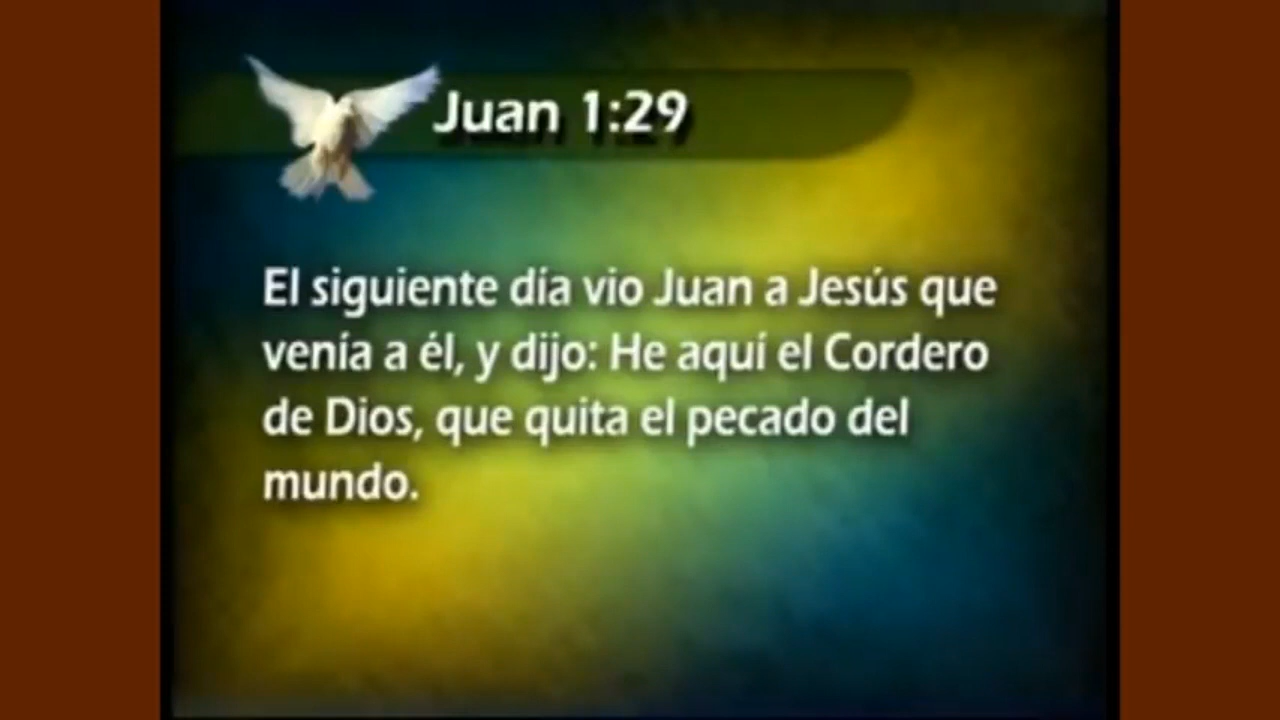 Juan 1:29
El siguiente día vio Juan a Jesús que
venía a él, y dijo: He aquí el Cordero
de Dios, que quita el pecado del
mundo.